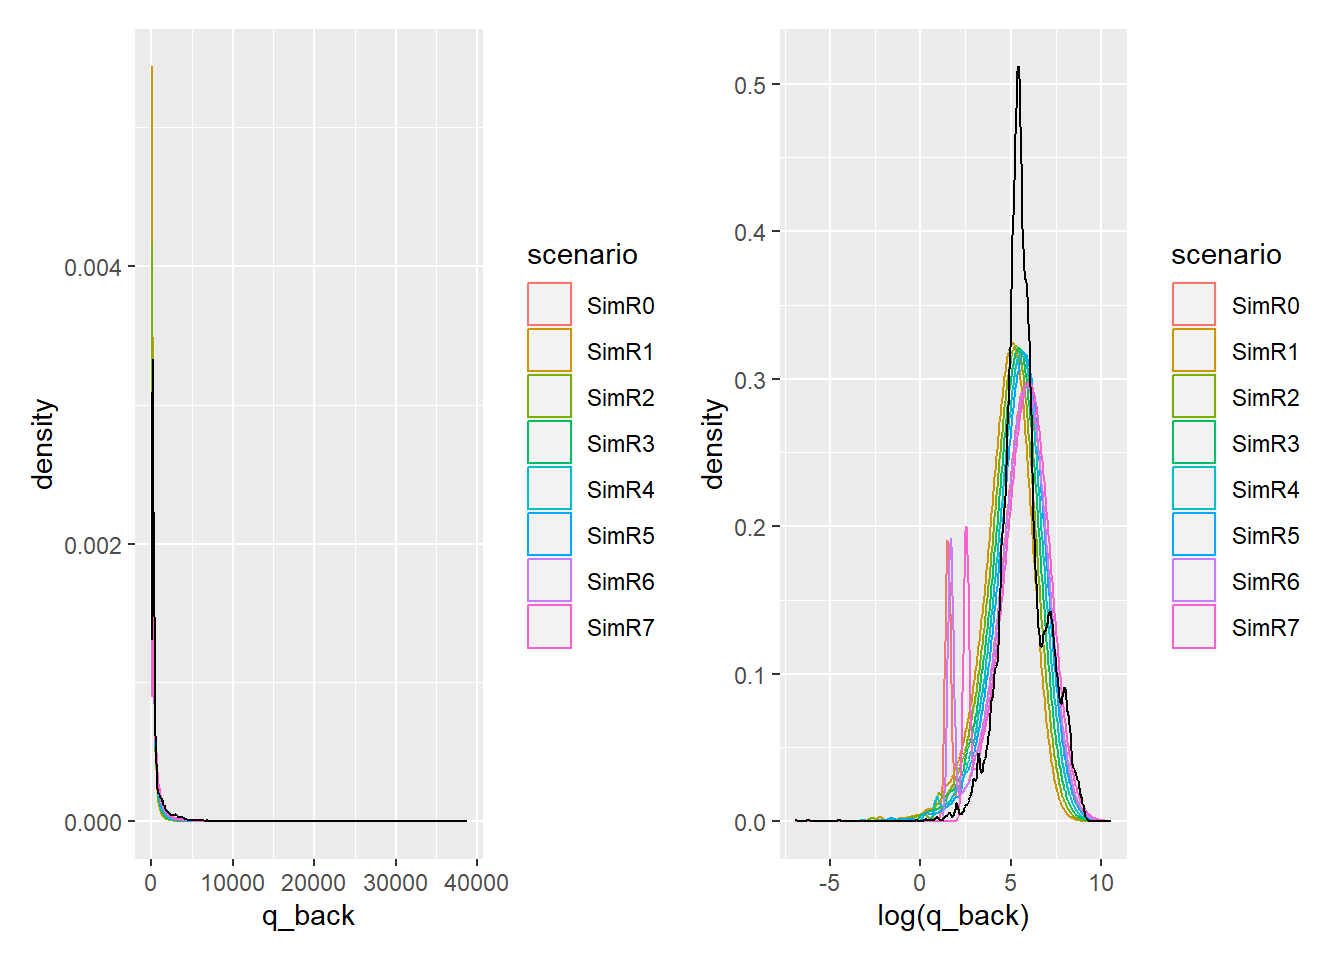 density
0.004
0.002
0.000
0
10000
20000
30000
40000
q_back
scenario
SimR0
SimR1
SimR2
SimR3
SimR4
SimR5
SimR6
SimR7
density
0.5
0.4
0.3
0.2
0.1
0.0
-5
0
5
10
log(q_back)
scenario
SimR0
SimR1
SimR2
SimR3
SimR4
SimR5
SimR6
SimR7